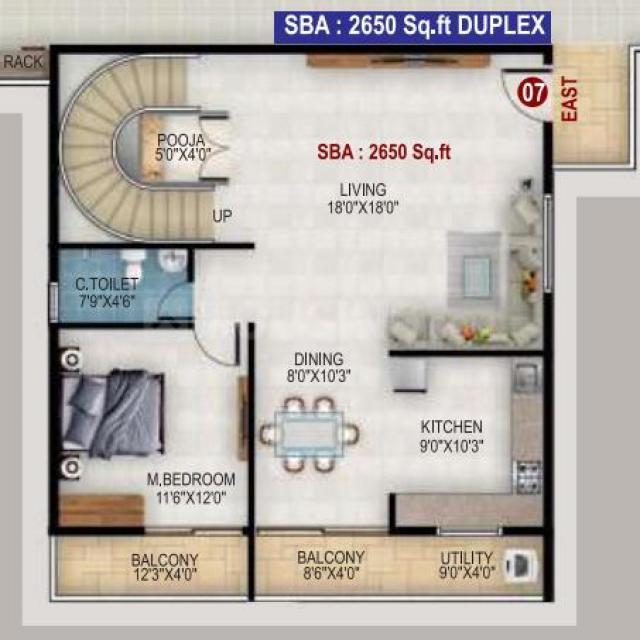 SBA : 2650 Sq.ft DUPLEX
RACK
07
EAST
POOJA
5'0"X4'0"
SBA : 2650 Sq.ft
LIVING
18'0"X18'0"
UP
C.TOILET
7'9"X4'6"
DINING
8'0"X10'3"
KITCHEN
9'0"X10'3"
M.BEDROOM
11'6"X12'0"
BALCONY
12'3"X4'0"
BALCONY
8'6"X4'0"
UTILITY
9'0"X4'0"